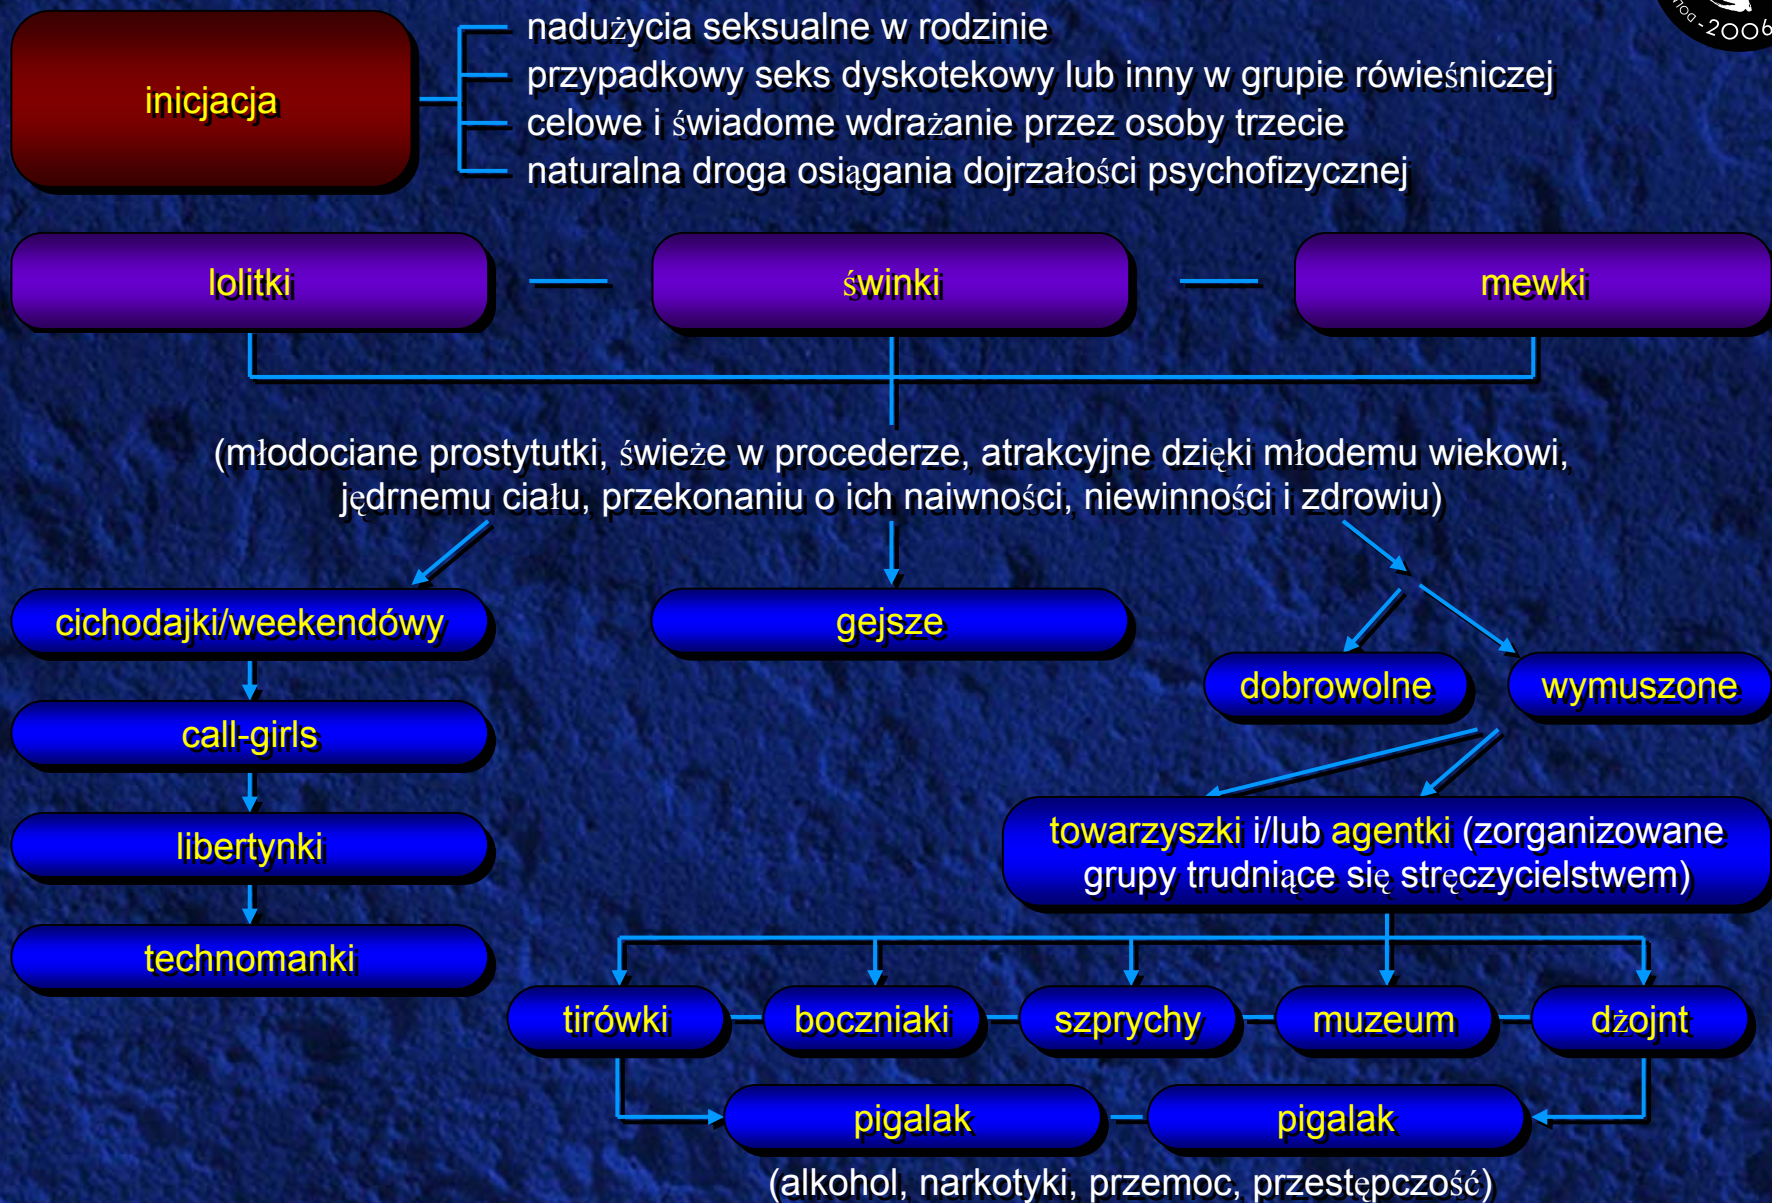 -2006
nadużycia seksualne w rodzinie
przypadkowy seks dyskotekowy lub inny w grupie rówieśniczej
inicjacja
celowe i świadome wdrażanie przez osoby trzecie
naturalna droga osiągania dojrzałości psychofizycznej
lolitki
świnki
mewki
(młodociane prostytutki, świeże w procederze, atrakcyjne dzięki młodemu wiekowi,
jędrnemu ciału, przekonaniu o ich naiwności, niewinności i zdrowiu)
cichodajki/weekendówy
gejsze
dobrowolne
wymuszone
call-girls
libertynki
technomanki
towarzyszki i/lub agentki (zorganizowane
grupy trudniące się stręczycielstwem)
tirówki
boczniaki
szprychy
muzeum
dżojnt
pigalak
pigalak
(alkohol, narkotyki, przemoc, przestępczość)